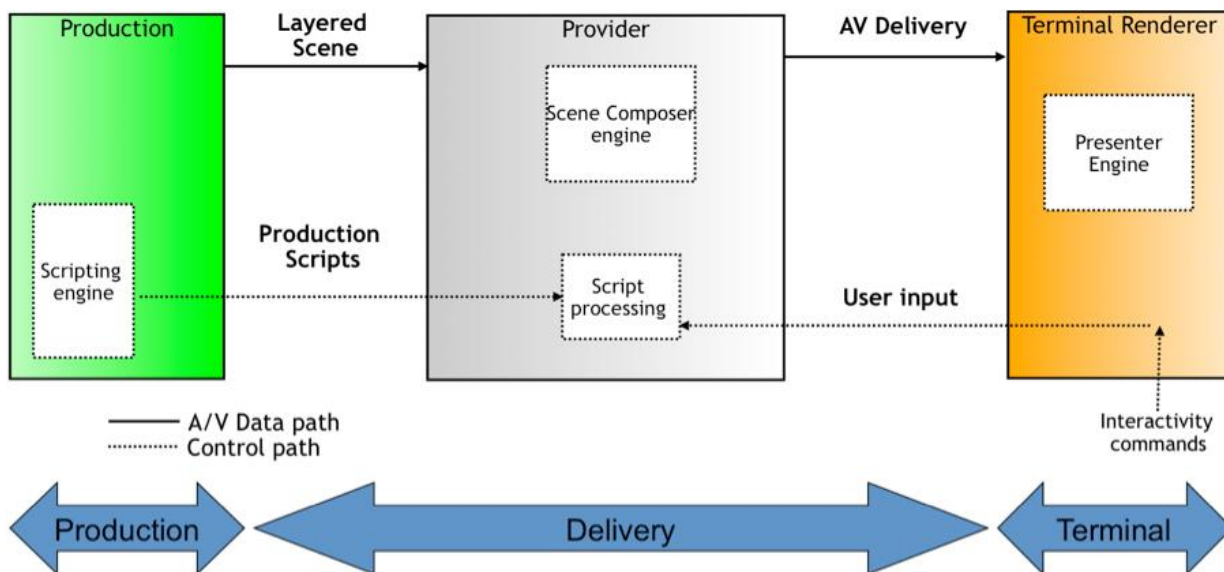 Production
Layered
Scene
Provider
AV Delivery
Terminal Renderer
Scene Composer
engine
Presenter
Engine
Production
Scripts
Scripting
engine
Script
processing
User input
A/V Data path
Control path
Interactivity
commands
Production
Delivery
Terminal